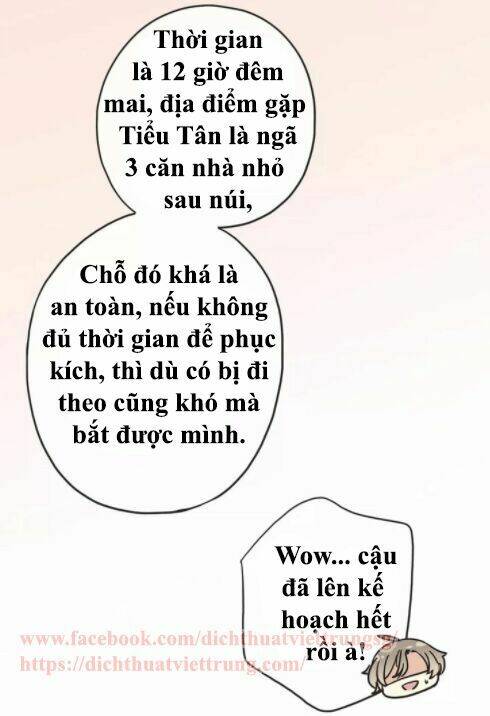 Thời gian
là 12 giờ đêm
mai, địa điểm gặp
Tiểu Tân là ngã
3 căn nhà nhỏ
sau núi,
Chỗ đó khá là
an toàn, nếu không
đủ thời gian để phục
kích, thì dù có bị đi
theo cũng khó mà
bắt được mình.
Wow... cậu
đã lên kế
hoạch hết
rồi à!
www.facebook.com/dichthuatviettrungsg/
https://dichthuatviettrung.com/